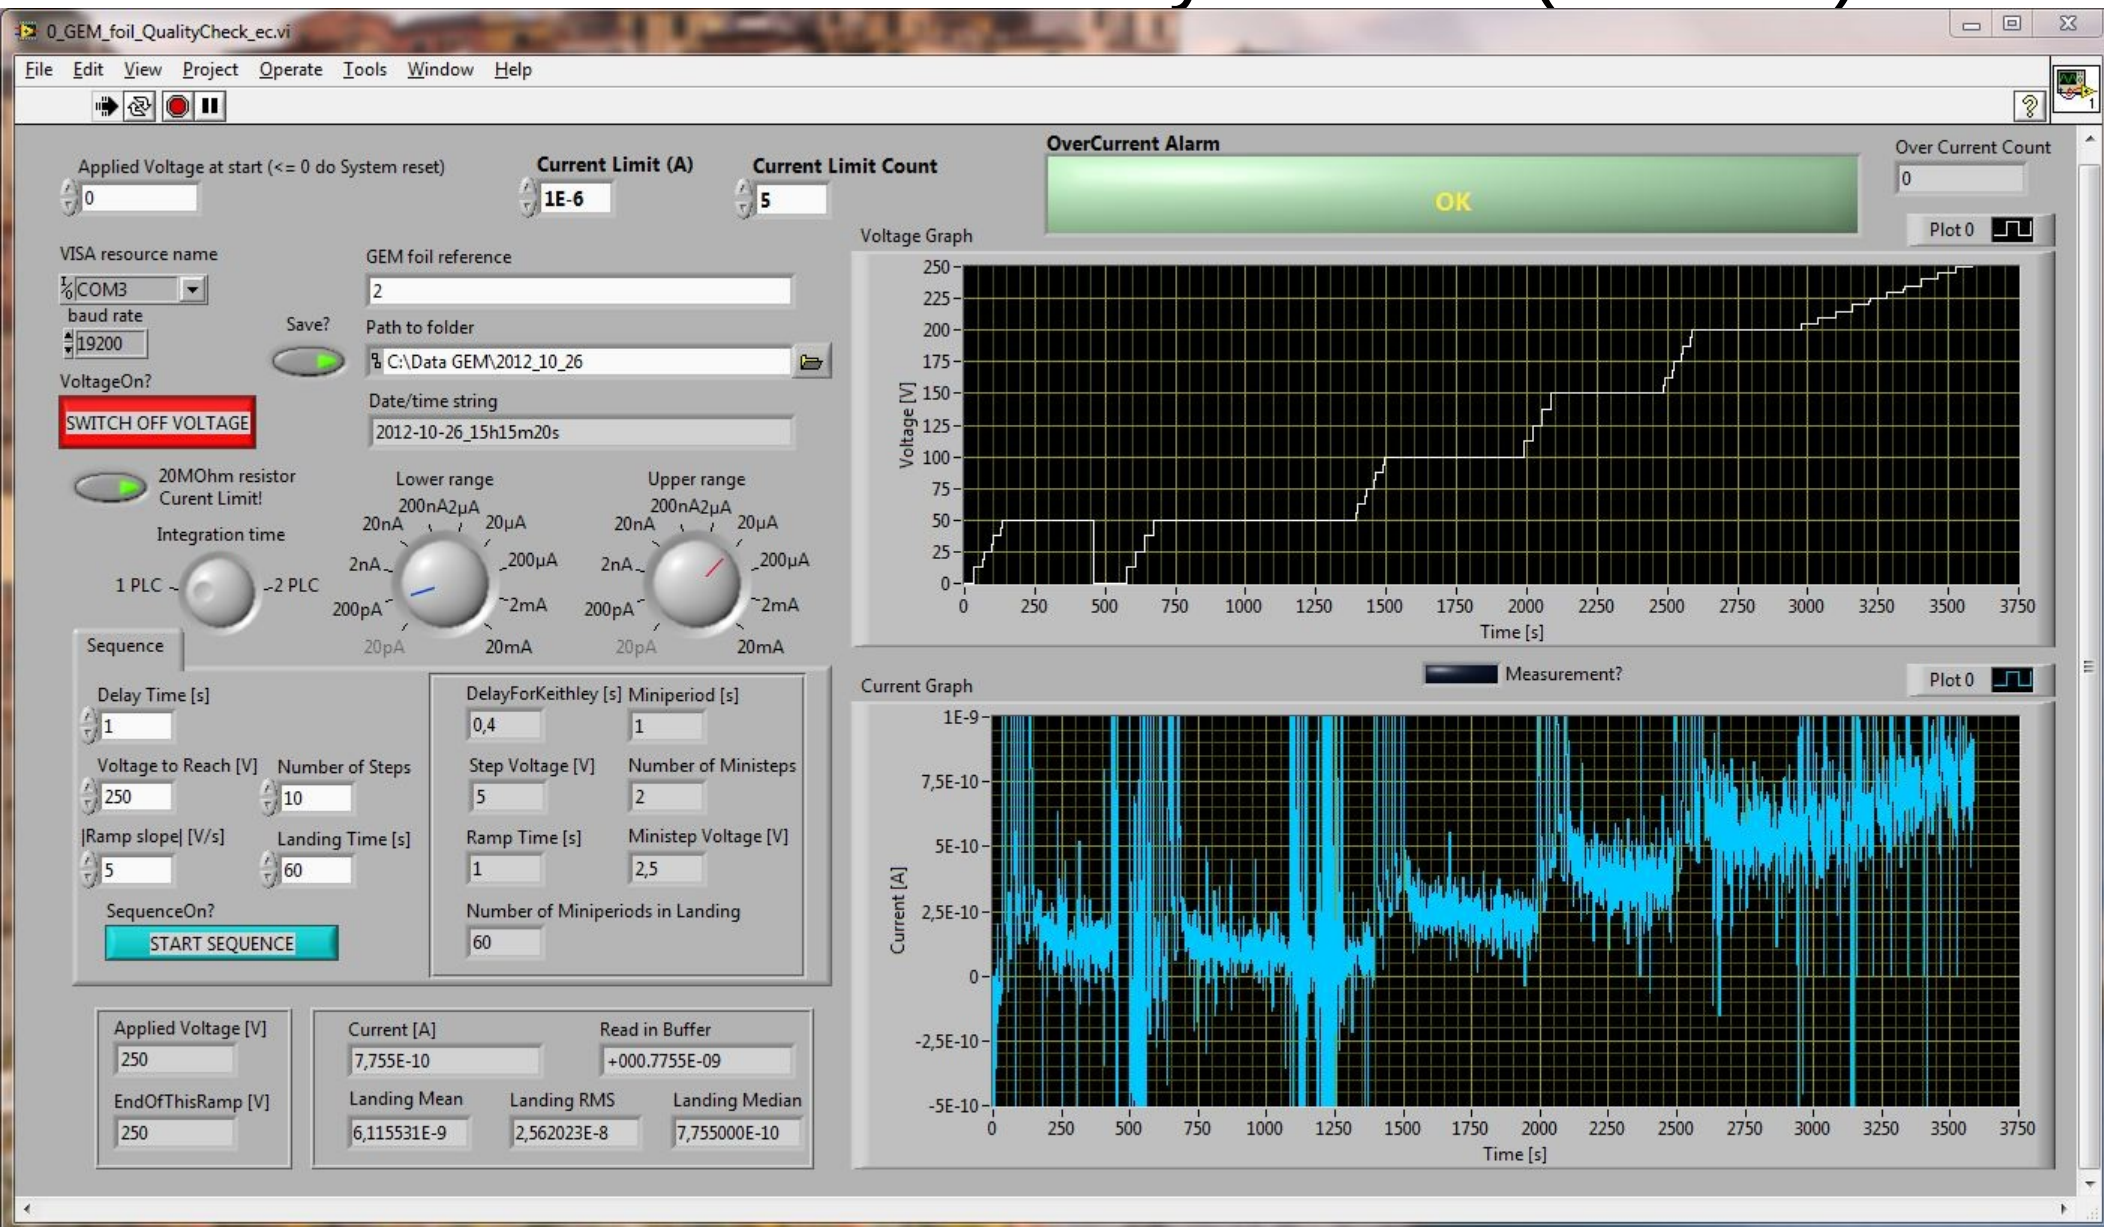 0_GEM_foil_QualityCheck_ec.vi
File Edit View Project Operate Tools Window Help
1
Applied Voltage at start (<= 0 do System reset)
0
Current Limit (A)
1E-6
Current Limit Count
5
OverCurrent Alarm
OK
Over Current Count
0
VISA resource name
COM3
baud rate
19200
VoltageOn?
SWITCH OFF VOLTAGE
Save?
GEM foil reference
2
Path to folder
C:\Data GEM\2012_10_26
Date/time string
2012-10-26_15h15m20s
20MOhm resistor
Curent Limit!
Integration time
1 PLC
2 PLC
Lower range
20pA
200pA
2nA
20nA
200nA
2µA
20µA
200µA
2mA
20mA
Upper range
20pA
200pA
2nA
20nA
200nA
2µA
20µA
200µA
2mA
20mA
Sequence
Delay Time [s]
1
Voltage to Reach [V]
250
Number of Steps
10
|Ramp slope| [V/s]
5
Landing Time [s]
60
SequenceOn?
START SEQUENCE
DelayForKeithley [s]
0,4
Miniperiod [s]
1
Step Voltage [V]
5
Number of Ministeps
2
Ramp Time [s]
1
Ministep Voltage [V]
2,5
Number of Miniperiods in Landing
60
Applied Voltage [V]
250
EndOfThisRamp [V]
250
Current [A]
7,755E-10
Read in Buffer
+000.7755E-09
Landing Mean
6,115531E-9
Landing RMS
2,562023E-8
Landing Median
7,755000E-10
Voltage Graph
Plot 0
Voltage [V]
250
225
200
175
150
125
100
75
50
25
0
0 250 500 750 1000 1250 1500 1750 2000 2250 2500 2750 3000 3250 3500 3750
Time [s]
Measurement?
Current Graph
Plot 0
Current [A]
1E-9
7,5E-10
5E-10
2,5E-10
0
-2,5E-10
-5E-10
0 250 500 750 1000 1250 1500 1750 2000 2250 2500 2750 3000 3250 3500 3750
Time [s]